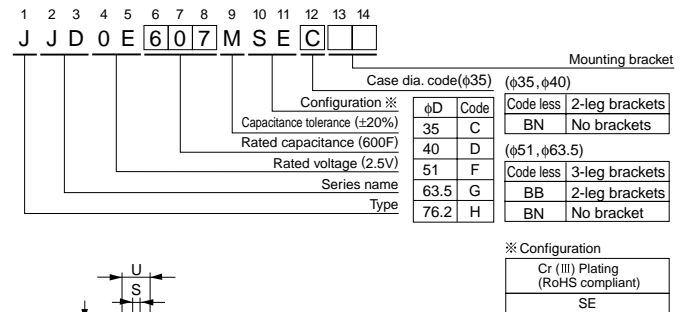 1 2 3 4 5 6 7 8 9 10 11 12 13 14
J J D 0 E 6 0 7 M S E C
Mounting bracket
Case dia. code(ϕ35)
Configuration ※
Capacitance tolerance (±20%)
Rated capacitance (600F)
Rated voltage (2.5V)
Series name
Type
ϕD Code
35 C
40 D
51 F
63.5 G
76.2 H
(ϕ35,ϕ40)
Code less 2-leg brackets
BN No brackets
(ϕ51,ϕ63.5)
Code less 3-leg brackets
BB 2-leg brackets
BN No bracket
※Configuration
Cr (Ⅲ) Plating
(RoHS compliant)
SE
U
S